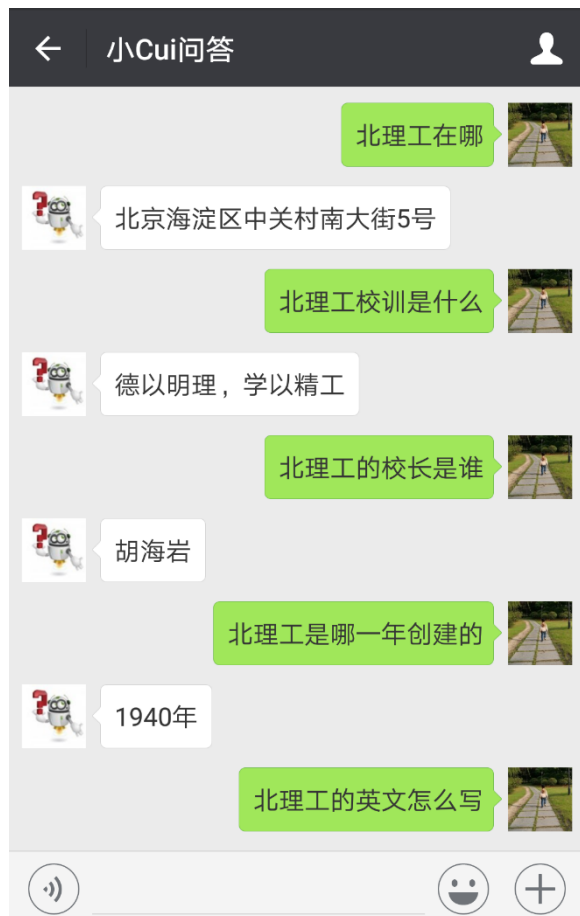 小Cui问答
北理工在哪
北京海淀区中关村南大街5号
北理工校训是什么
德以明理，学以精工
北理工的校长是谁
胡海岩
北理工是哪一年创建的
1940年
北理工的英文怎么写